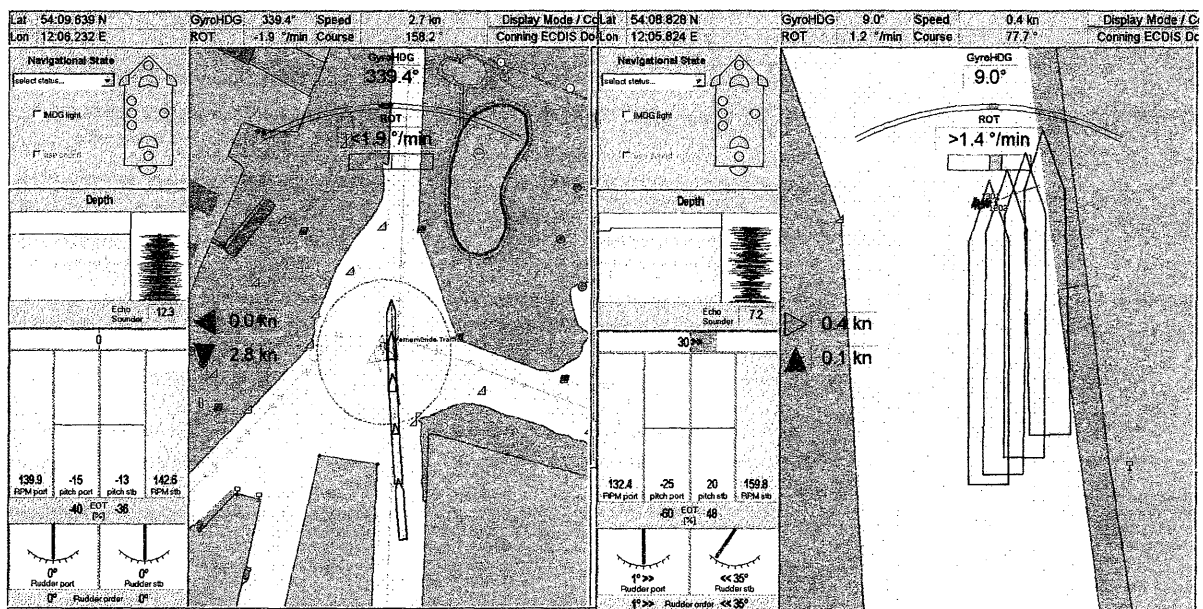 Lat 54:09.639 N GyroHDG 339.4° Speed 2.7 kn Display Mode / Co
Lon 12:06.232 E ROT -1.9 °/min Course 158.2° Conning ECDIS Do
Navigational State
select status...
IMDG light
Depth
Echo Sounder 12.3
0
139.9 -15 -13 142.6
RPM port pitch port pitch stb RPM stb
-40 EOT [%] -36
0° 0°
Rudder port Rudder stb
0° Rudder order 0°
GyroHDG
339.4°
ROT
<1.9 °/min
0.0 kn
2.8 kn
Lat 54:08.828 N GyroHDG 9.0° Speed 0.4 kn Display Mode / Co
Lon 12:05.824 E ROT 1.2 °/min Course 77.7° Conning ECDIS Do
Navigational State
select status...
IMDG light
Depth
Echo Sounder 7.2
30 >>
132.4 -25 20 159.8
RPM port pitch port pitch stb RPM stb
-60 EOT [%] 48
1° >> << 35°
Rudder port Rudder stb
1° >> Rudder order << 35°
GyroHDG
9.0°
ROT
>1.4 °/min
0.4 kn
0.1 kn